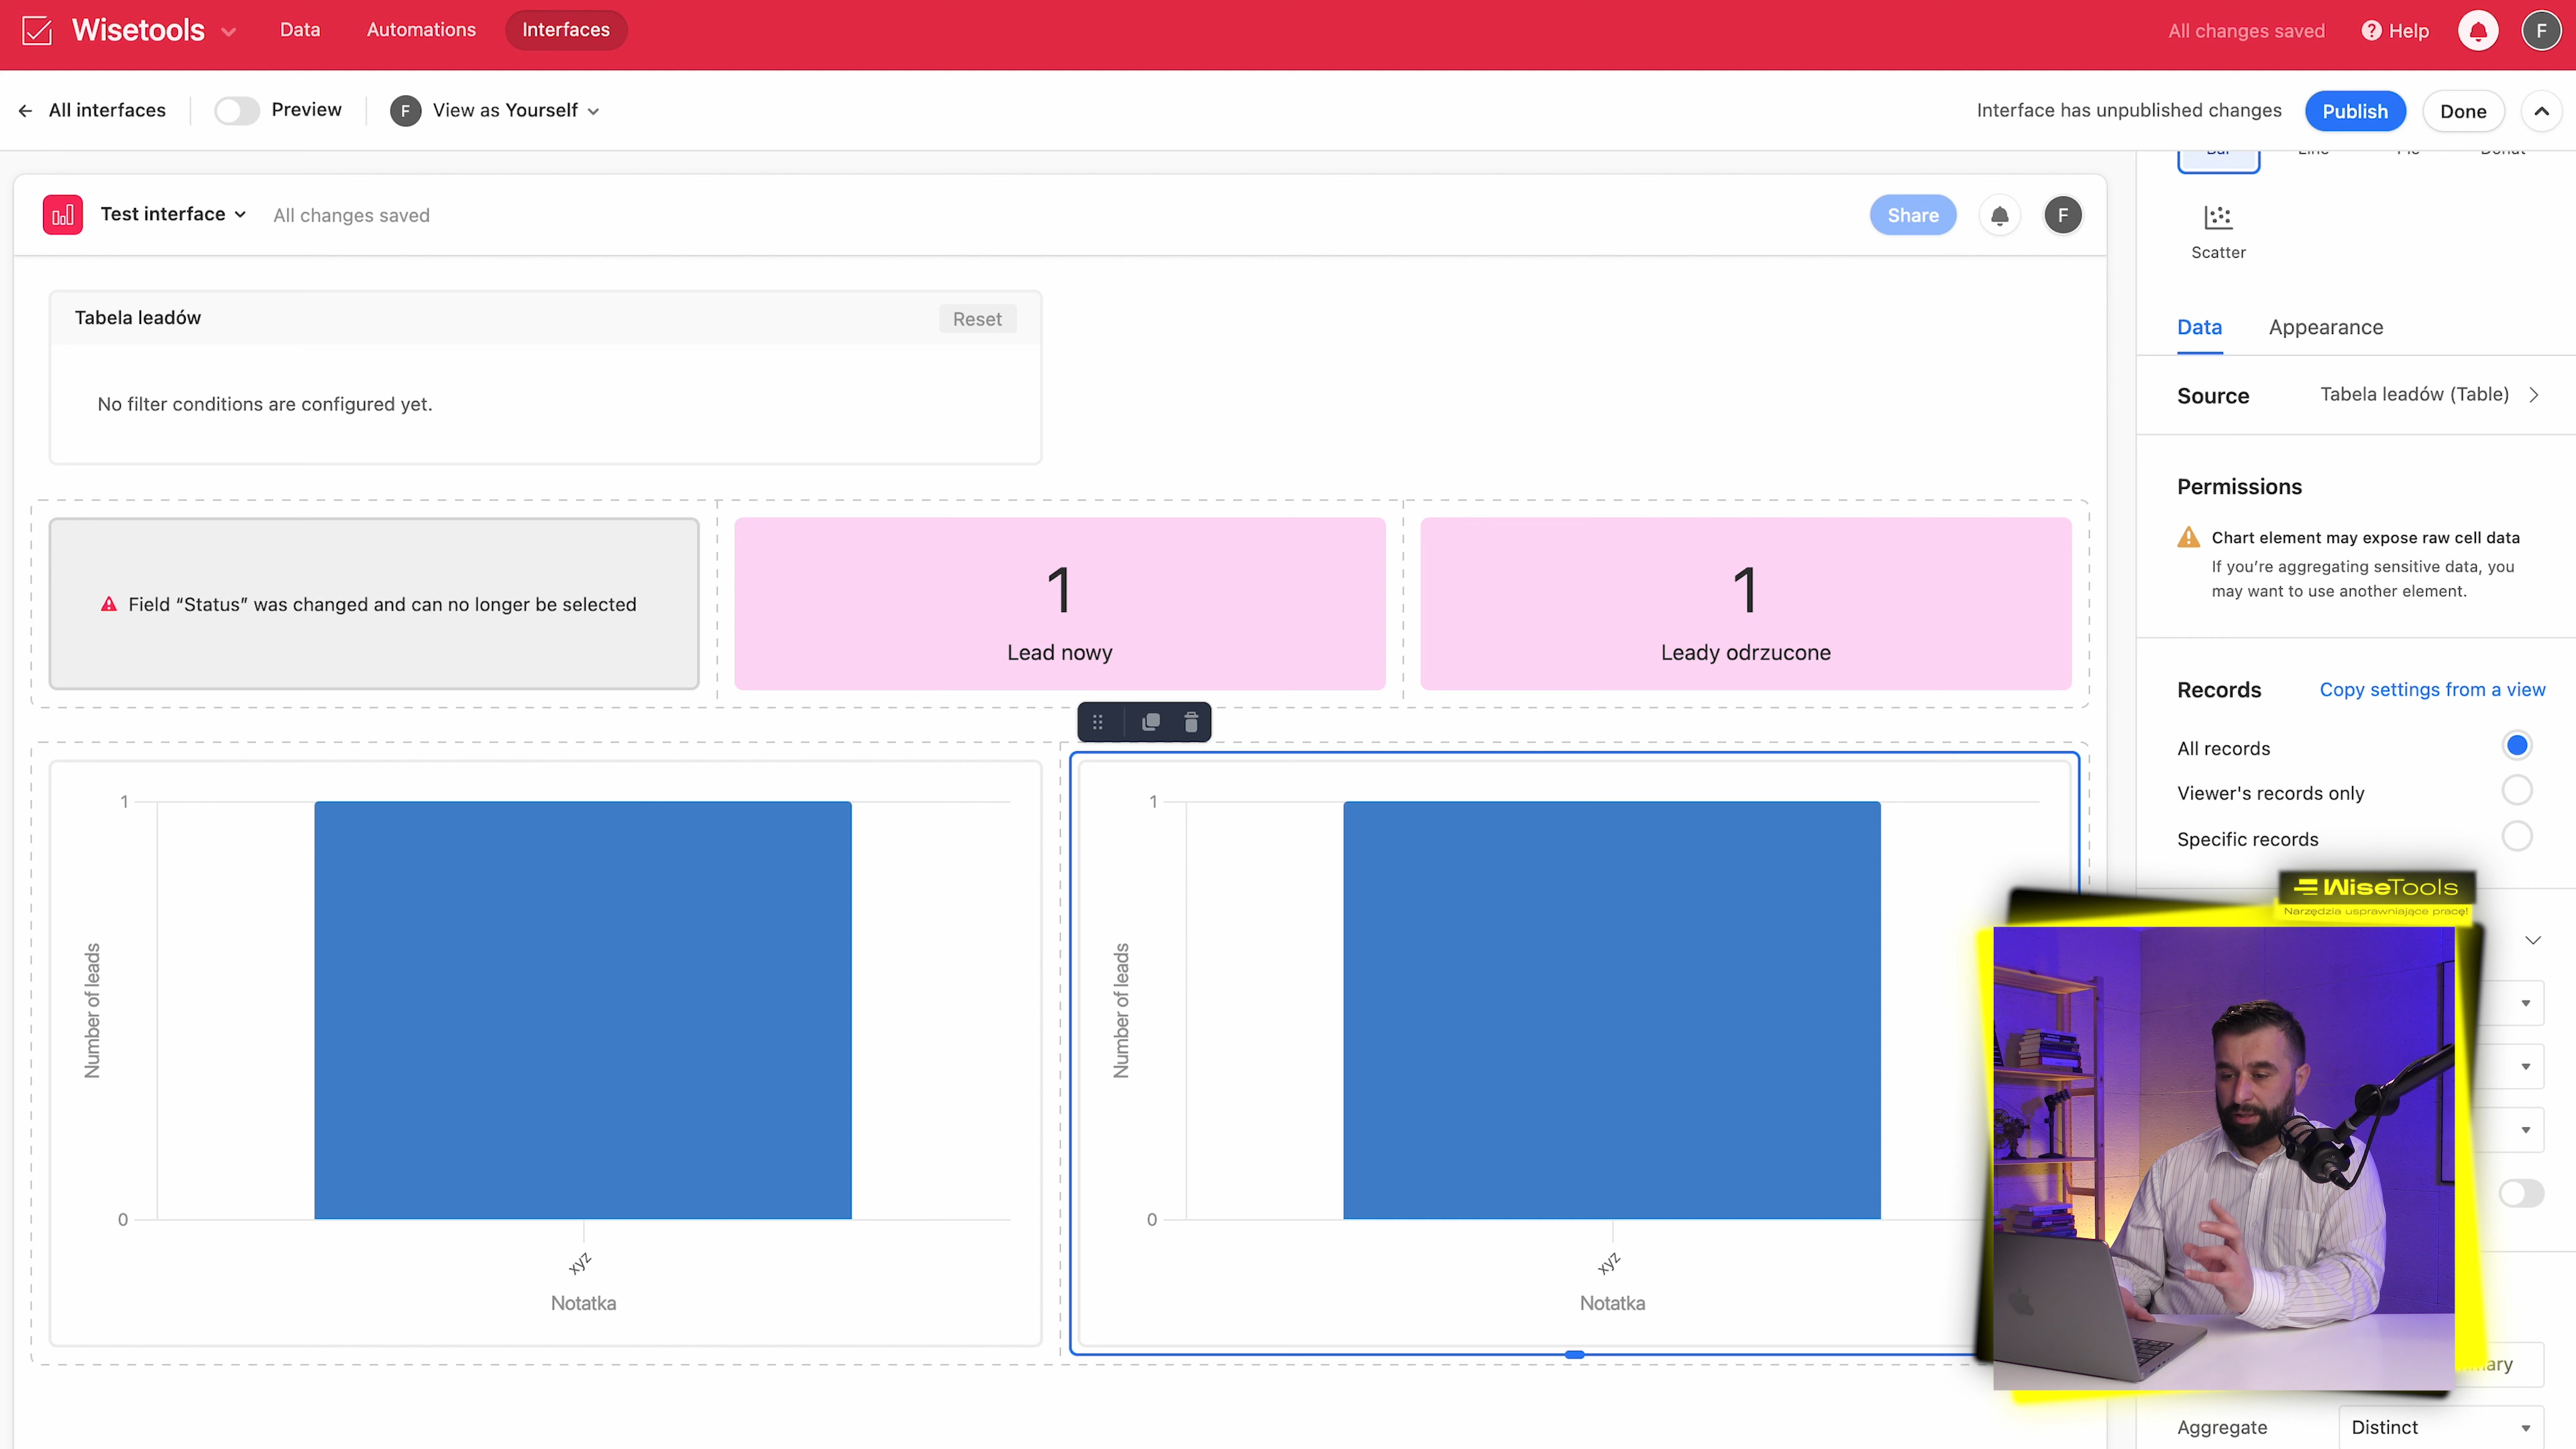 Wisetools
Data
Automations
Interfaces
All changes saved
Help
F
All interfaces
Preview
F
View as Yourself
Interface has unpublished changes
Publish
Done
Bar
Line
Pie
Donut
Test interface
All changes saved
Share
F
Scatter
Tabela leadów
Reset
Data
Appearance
No filter conditions are configured yet.
Source
Tabela leadów (Table)
Permissions
Chart element may expose raw cell data
If you’re aggregating sensitive data, you
may want to use another element.
Field “Status” was changed and can no longer be selected
1
Lead nowy
1
Leady odrzucone
Records
Copy settings from a view
All records
Viewer's records only
Specific records
1
Number of leads
0
xyz
Notatka
1
Number of leads
0
xyz
Notatka
WiseTools
Narzędzia usprawniające pracę!
Aggregate
Distinct